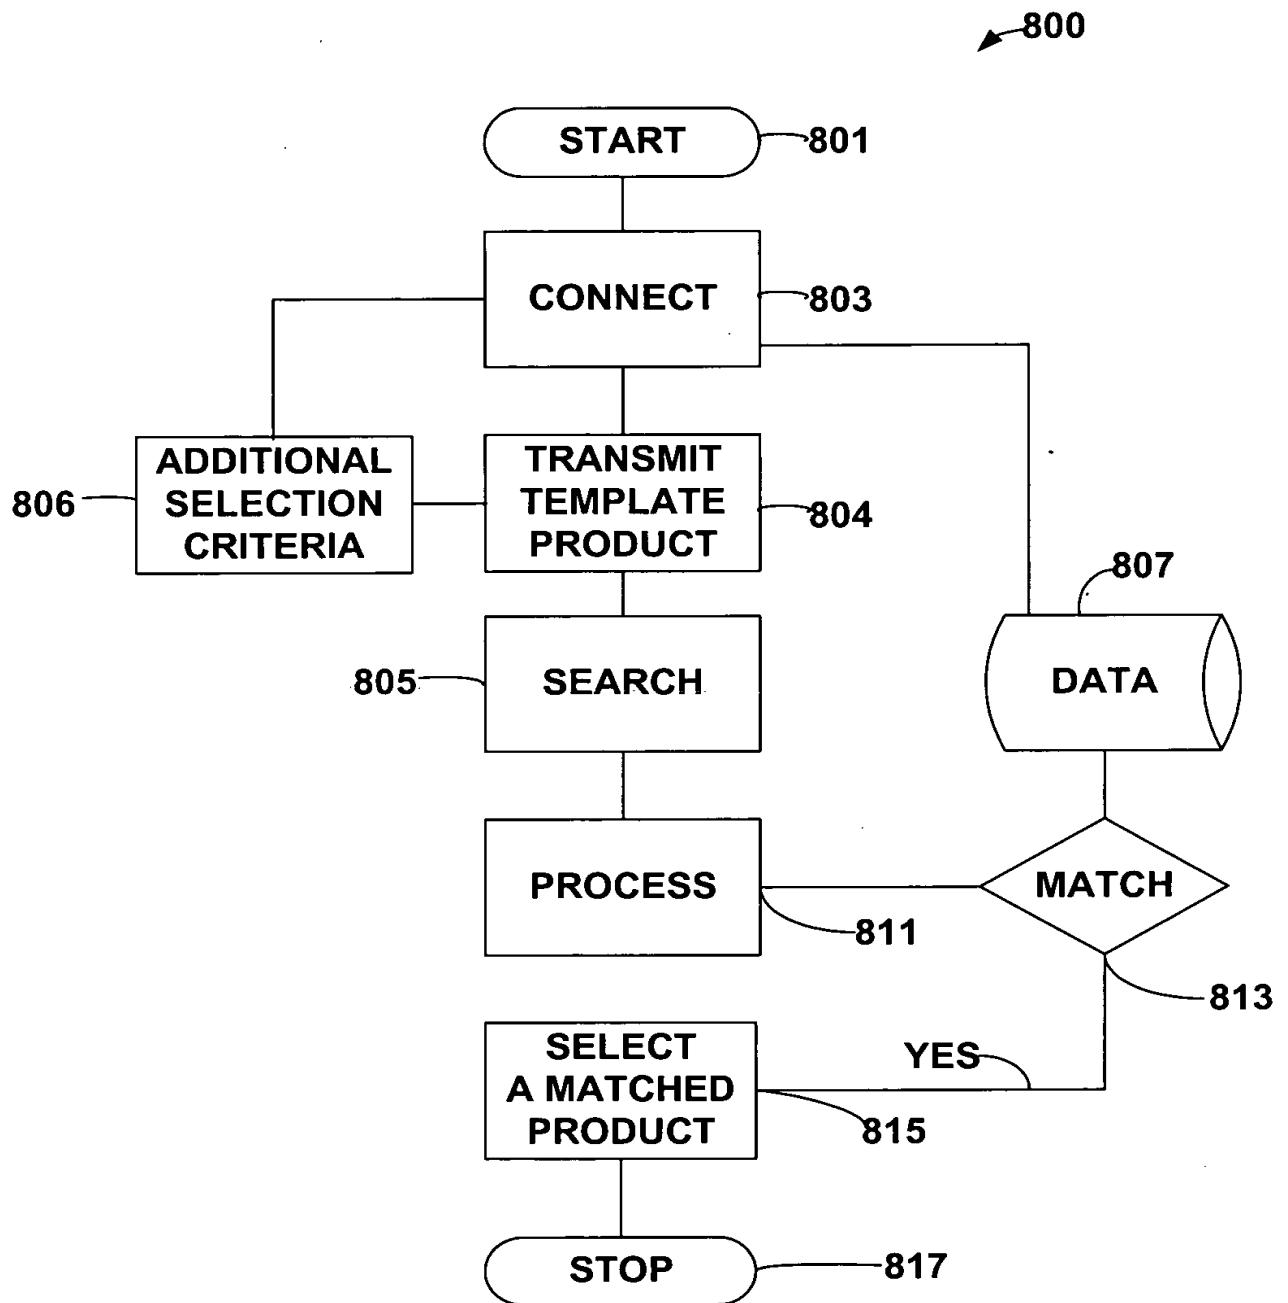 800
START
801
CONNECT
803
ADDITIONAL
SELECTION
CRITERIA
806
TRANSMIT
TEMPLATE
PRODUCT
804
807
SEARCH
805
DATA
PROCESS
811
MATCH
813
SELECT
A MATCHED
PRODUCT
YES
815
STOP
817